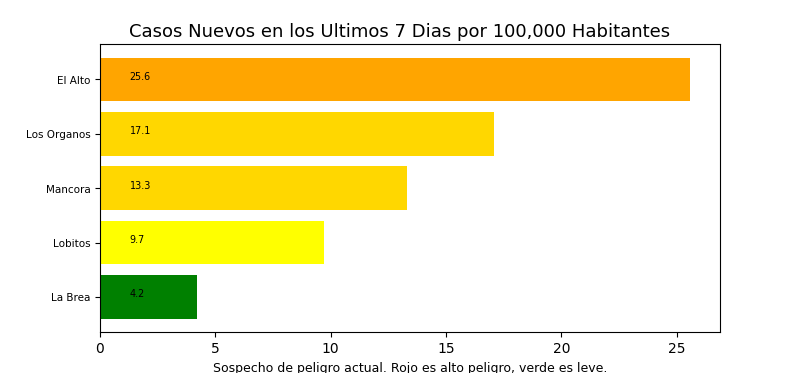 Casos Nuevos en los Ultimos 7 Dias por 100,000 Habitantes
El Alto 25.6
Los Organos 17.1
Mancora 13.3
Lobitos 9.7
La Brea 4.2
0 5 10 15 20 25
Sospecho de peligro actual. Rojo es alto peligro, verde es leve.